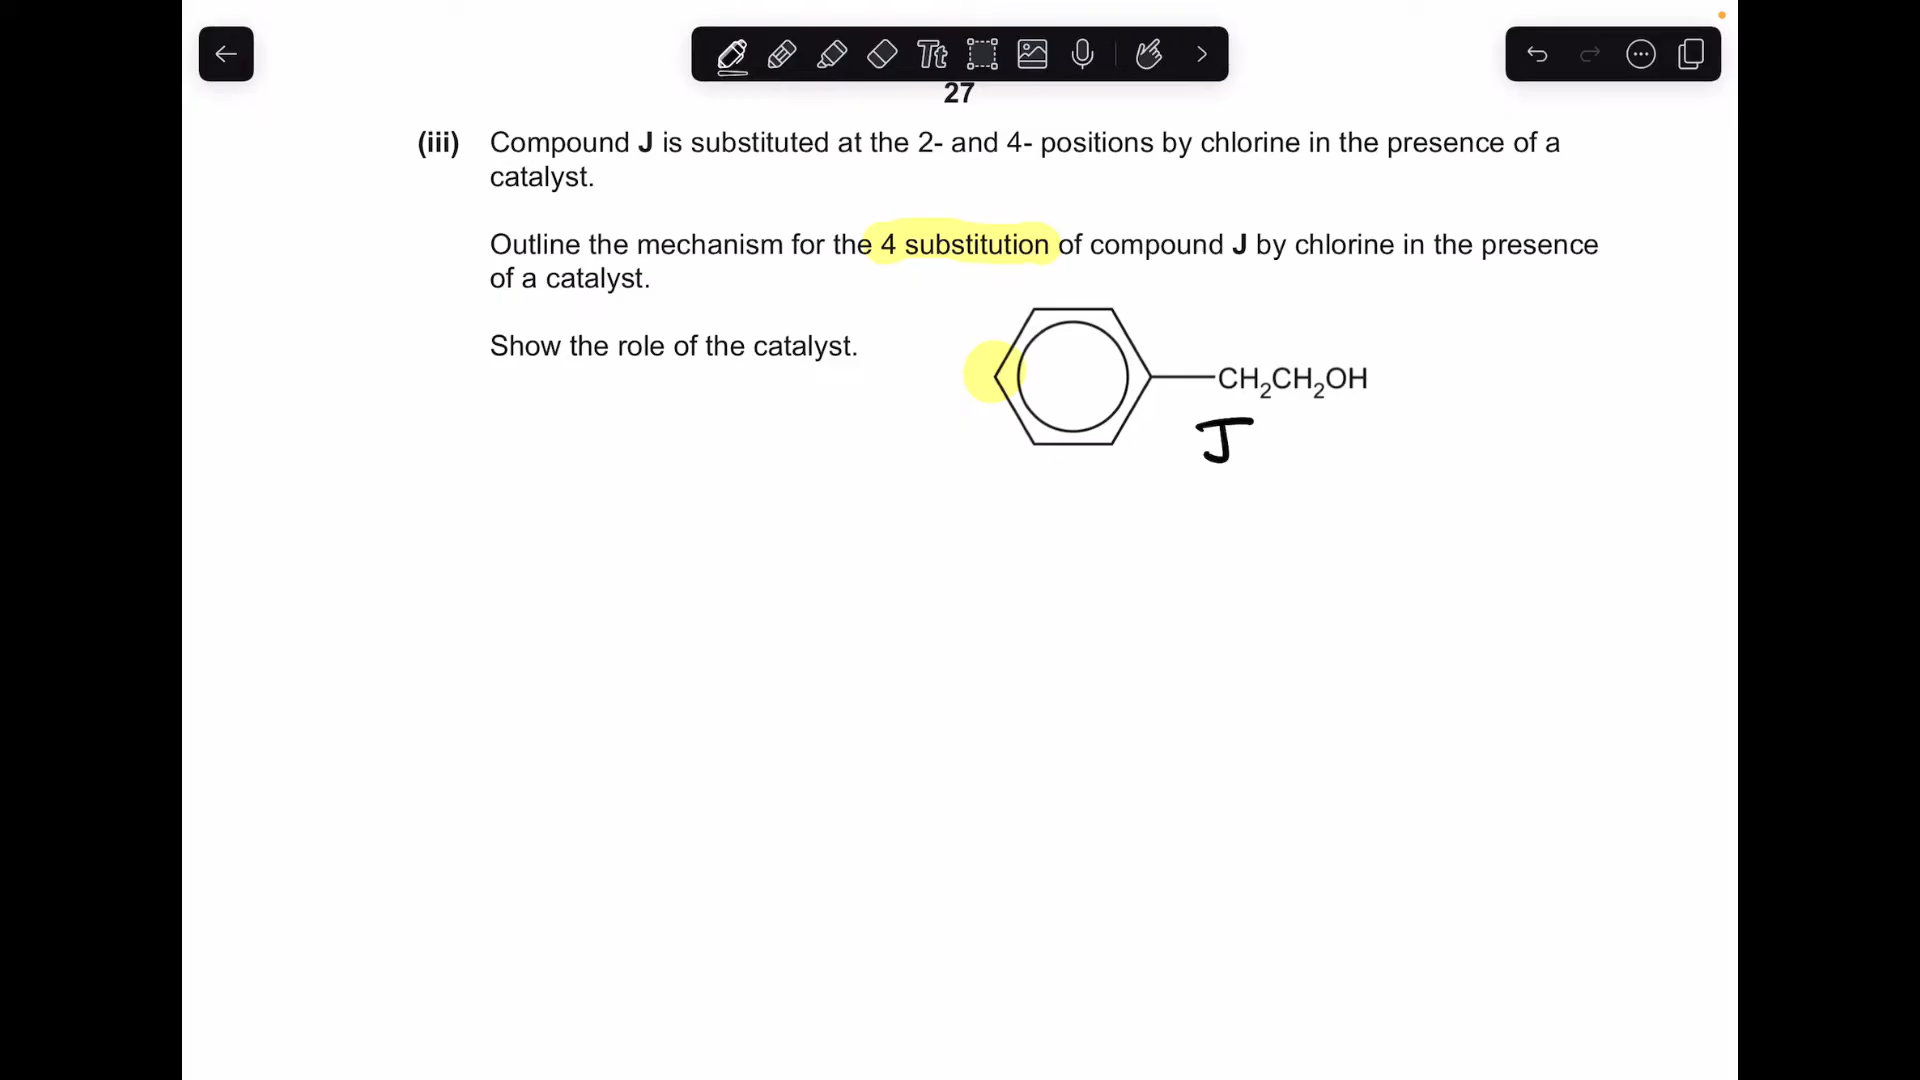 Tt
27
(iii) Compound J is substituted at the 2- and 4- positions by chlorine in the presence of a
catalyst.
Outline the mechanism for the 4 substitution of compound J by chlorine in the presence
of a catalyst.
Show the role of the catalyst.
CH₂CH₂OH
J